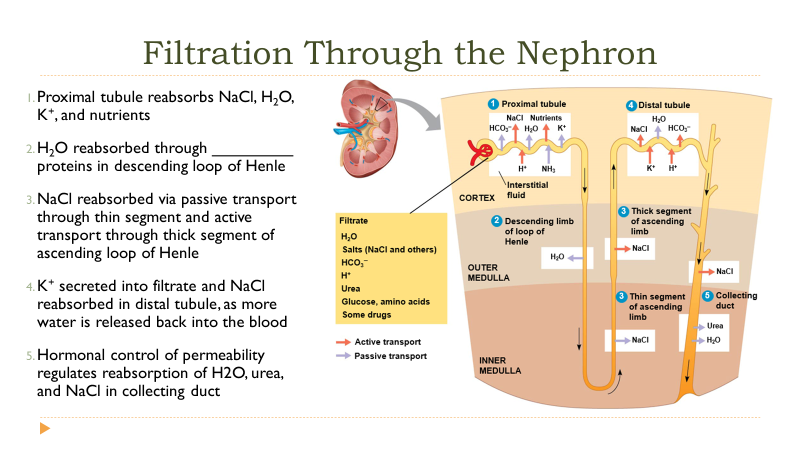 Filtration Through the Nephron
1. Proximal tubule reabsorbs NaCl, H₂O,
K⁺, and nutrients
2. H₂O reabsorbed through __________
proteins in descending loop of Henle
3. NaCl reabsorbed via passive transport
through thin segment and active
transport through thick segment of
ascending loop of Henle
4. K⁺ secreted into filtrate and NaCl
reabsorbed in distal tubule, as more
water is released back into the blood
5. Hormonal control of permeability
regulates reabsorption of H2O, urea,
and NaCl in collecting duct
1 Proximal tubule
NaCl Nutrients
HCO₃⁻ H₂O K⁺
H⁺ NH₃
Interstitial
fluid
CORTEX
4 Distal tubule
H₂O
NaCl HCO₃⁻
K⁺ H⁺
Filtrate
H₂O
Salts (NaCl and others)
HCO₃⁻
H⁺
Urea
Glucose, amino acids
Some drugs
Active transport
Passive transport
2 Descending limb
of loop of
Henle
H₂O
OUTER
MEDULLA
3 Thick segment
of ascending
limb
NaCl
NaCl
3 Thin segment
of ascending
limb
NaCl
5 Collecting
duct
Urea
H₂O
INNER
MEDULLA